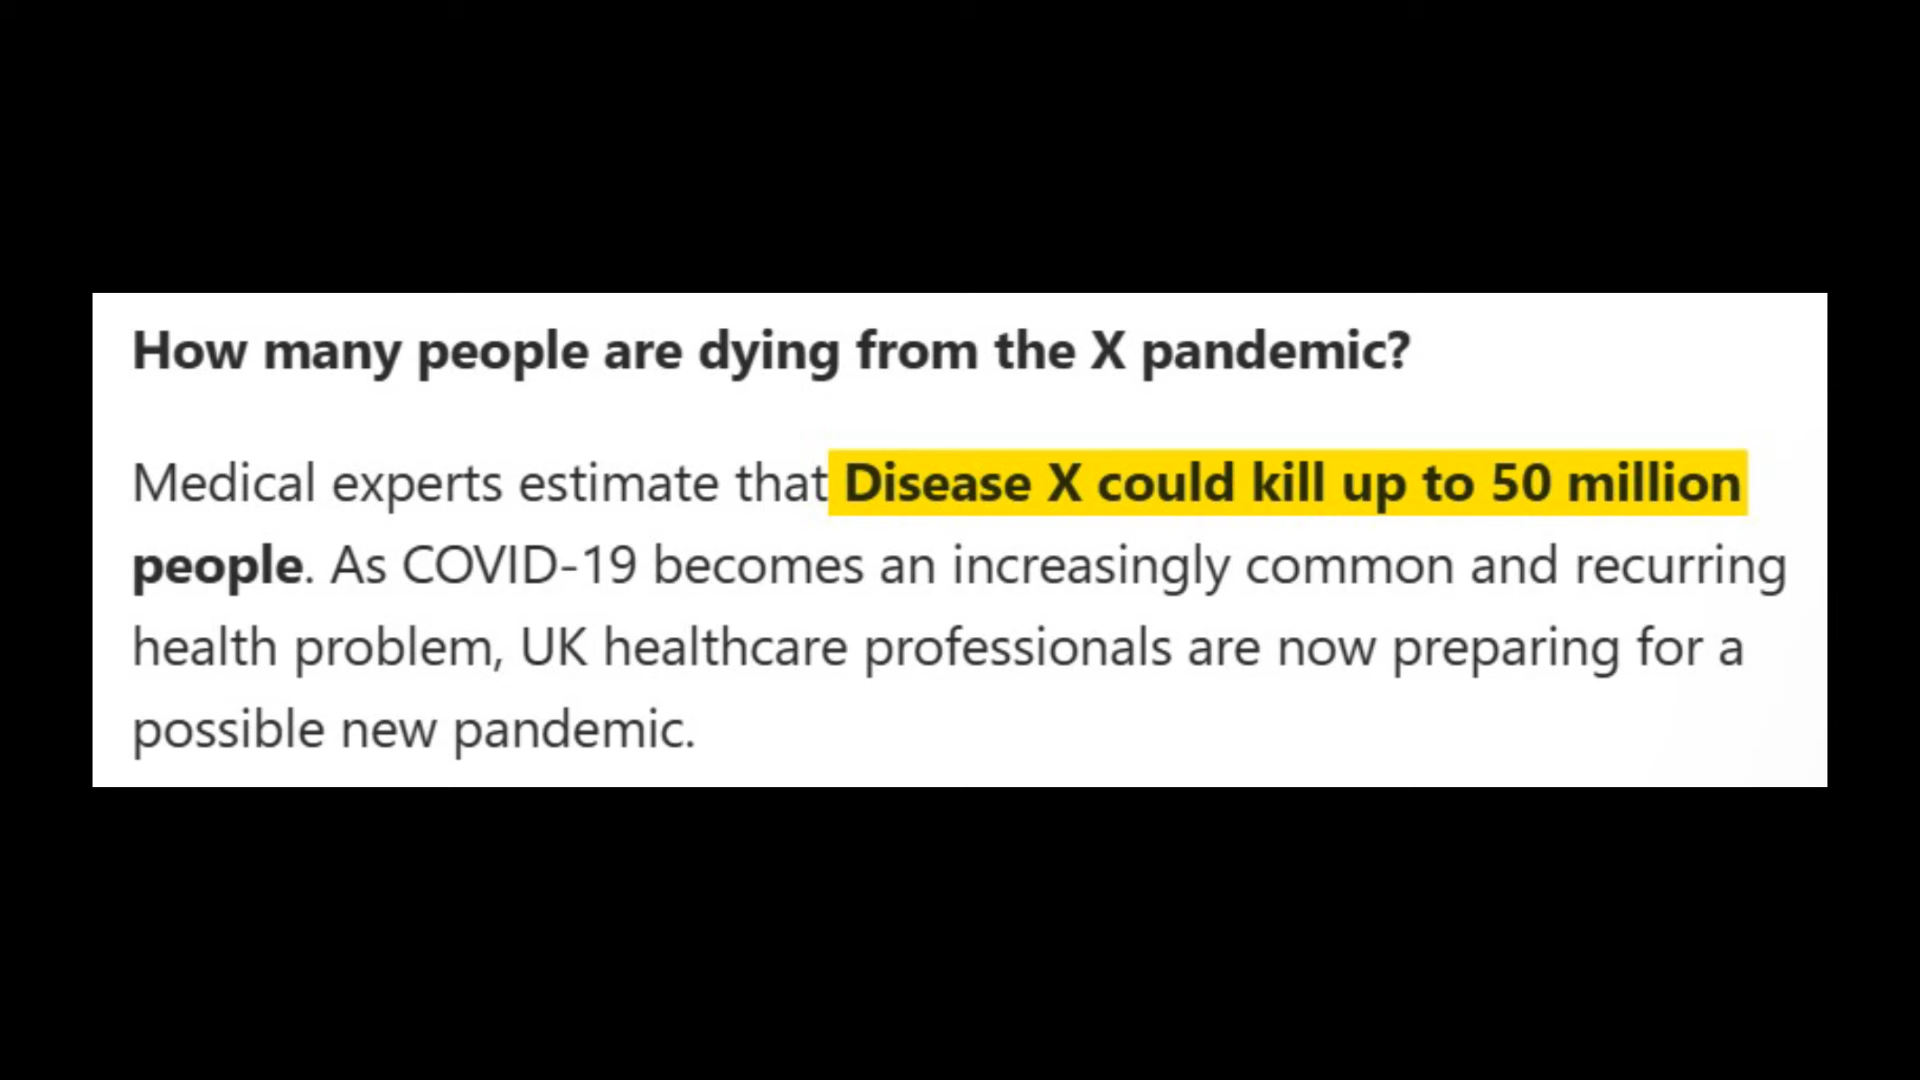 How many people are dying from the X pandemic?
Medical experts estimate that Disease X could kill up to 50 million
people. As COVID-19 becomes an increasingly common and recurring
health problem, UK healthcare professionals are now preparing for a
possible new pandemic.